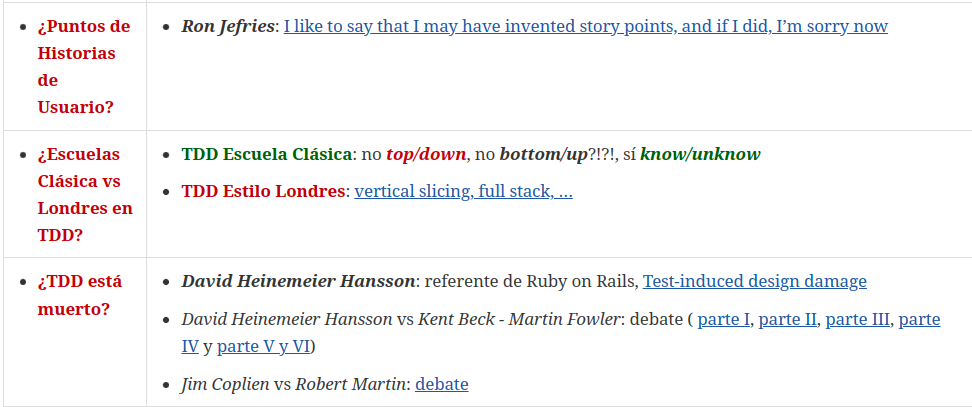 ¿Puntos de
Historias
de
Usuario?
Ron Jefries: I like to say that I may have invented story points, and if I did, I’m sorry now
¿Escuelas
Clásica vs
Londres en
TDD?
TDD Escuela Clásica: no top/down, no bottom/up?!?!, sí know/unknow
TDD Estilo Londres: vertical slicing, full stack, …
¿TDD está
muerto?
David Heinemeier Hansson: referente de Ruby on Rails, Test-induced design damage
David Heinemeier Hansson vs Kent Beck - Martin Fowler: debate ( parte I, parte II, parte III, parte
IV y parte V y VI)
Jim Coplien vs Robert Martin: debate